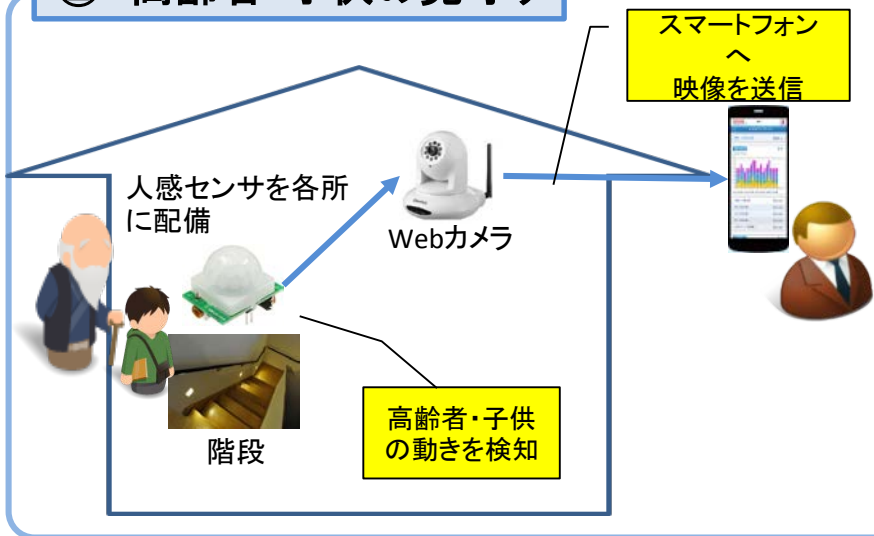 スマートフォン
へ
映像を送信
人感センサを各所
に配備
Webカメラ
高齢者・子供
の動きを検知
階段